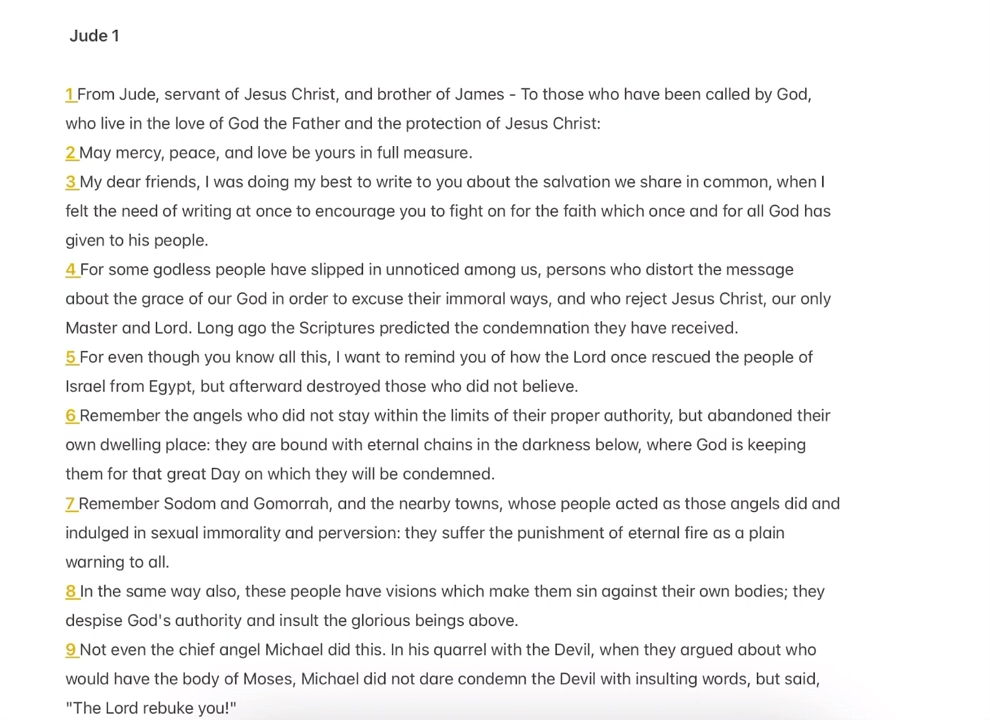 Jude 1
1 From Jude, servant of Jesus Christ, and brother of James - To those who have been called by God,
who live in the love of God the Father and the protection of Jesus Christ:
2 May mercy, peace, and love be yours in full measure.
3 My dear friends, I was doing my best to write to you about the salvation we share in common, when I
felt the need of writing at once to encourage you to fight on for the faith which once and for all God has
given to his people.
4 For some godless people have slipped in unnoticed among us, persons who distort the message
about the grace of our God in order to excuse their immoral ways, and who reject Jesus Christ, our only
Master and Lord. Long ago the Scriptures predicted the condemnation they have received.
5 For even though you know all this, I want to remind you of how the Lord once rescued the people of
Israel from Egypt, but afterward destroyed those who did not believe.
6 Remember the angels who did not stay within the limits of their proper authority, but abandoned their
own dwelling place: they are bound with eternal chains in the darkness below, where God is keeping
them for that great Day on which they will be condemned.
7 Remember Sodom and Gomorrah, and the nearby towns, whose people acted as those angels did and
indulged in sexual immorality and perversion: they suffer the punishment of eternal fire as a plain
warning to all.
8 In the same way also, these people have visions which make them sin against their own bodies; they
despise God's authority and insult the glorious beings above.
9 Not even the chief angel Michael did this. In his quarrel with the Devil, when they argued about who
would have the body of Moses, Michael did not dare condemn the Devil with insulting words, but said,
"The Lord rebuke you!"